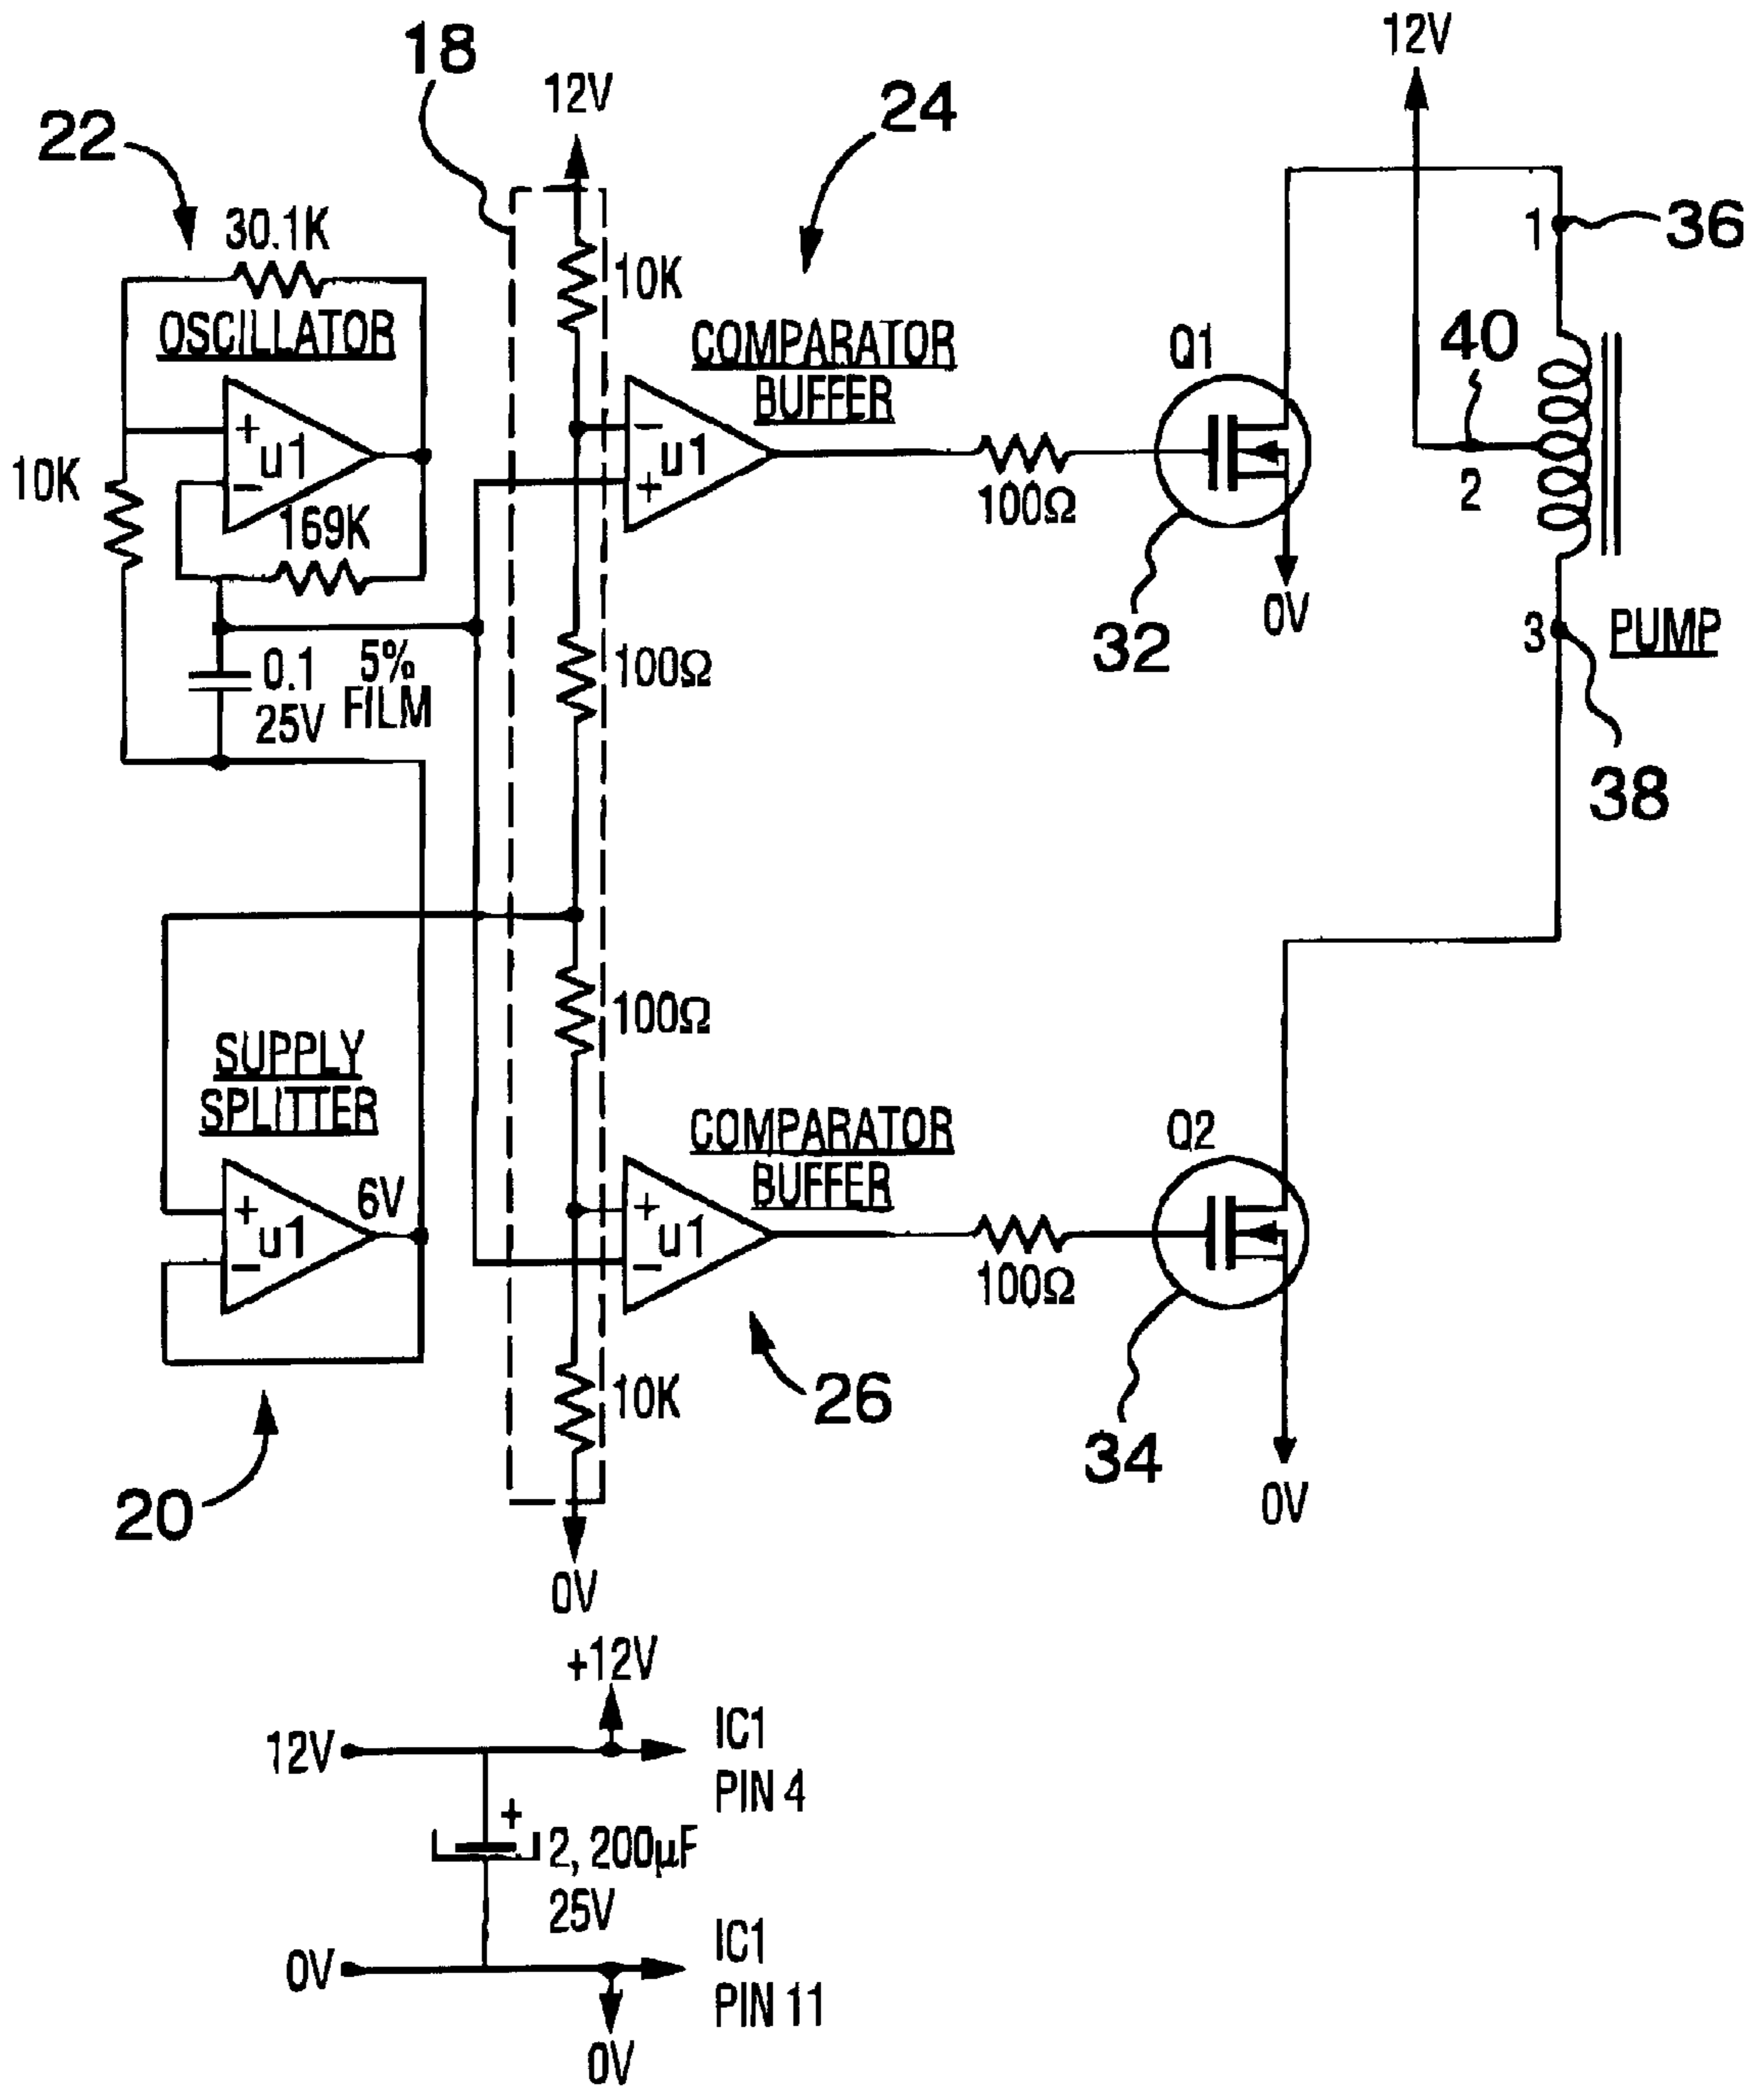 18
12V
24
12V
22
30.1K
OSCILLATOR
+
u1
−
10K
169K
0.1
25V
5%
FILM
10K
COMPARATOR
BUFFER
−
u1
+
100Ω
Q1
32
0V
1
36
40
2
3
PUMP
38
100Ω
100Ω
SUPPLY
SPLITTER
+
u1
−
6V
20
COMPARATOR
BUFFER
+
u1
−
26
10K
0V
100Ω
Q2
34
0V
+12V
12V
IC1
PIN 4
+
2, 200µF
25V
0V
IC1
PIN 11
0V